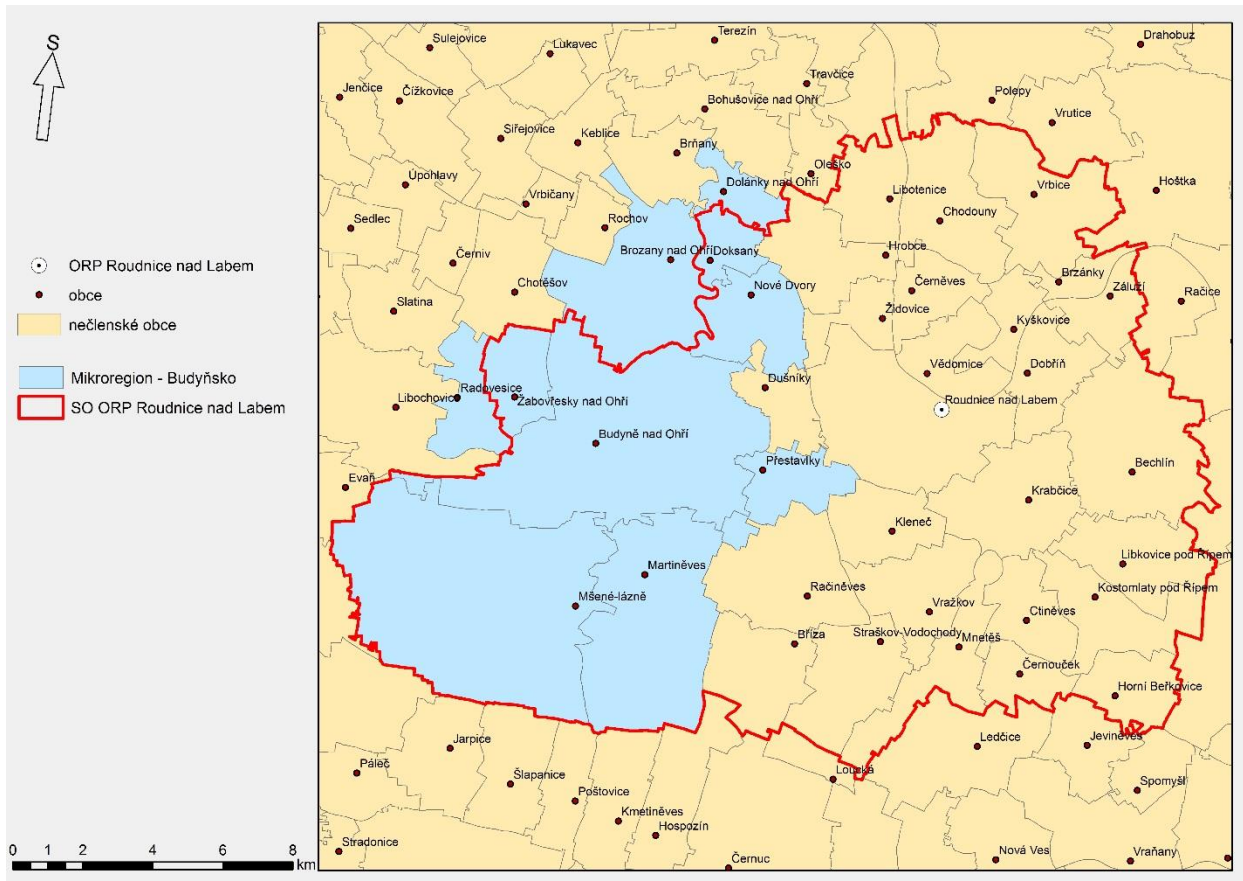 S
ORP Roudnice nad Labem
obce
nečlenské obce
Mikroregion - Budyňsko
SO ORP Roudnice nad Labem
0 1 2 4 6 8
km
Sulejovice
Lukavec
Terezín
Drahobuz
Jenčice
Čížkovice
Travčice
Polepy
Bohušovice nad Ohří
Vrutice
Siřejovice
Keblice
Brňany
Oleško
Úpohlavy
Dolánky nad Ohří
Vrbičany
Libotenice
Vrbice
Hoštka
Sedlec
Rochov
Chodouny
Černiv
Brozany nad Ohří
Doksany
Hrobce
Chotěšov
Nové Dvory
Černěves
Brzánky
Záluží
Račice
Slatina
Židovice
Kyškovice
Vědomice
Dobříň
Dušníky
Libochovice
Radovesice
Žabovřesky nad Ohří
Roudnice nad Labem
Budyně nad Ohří
Přestavlky
Bechlín
Evaň
Krabčice
Kleneč
Martiněves
Libkovice pod Řípem
Mšené-lázně
Račiněves
Kostomlaty pod Řípem
Vražkov
Ctiněves
Bříza
Straškov-Vodochody
Mnetěš
Černouček
Horní Beřkovice
Jarpice
Ledčice
Jeviněves
Páleč
Loucká
Šlapanice
Spomyšl
Poštovice
Kmetiněves
Hospozín
Stradonice
Černuc
Nová Ves
Vraňany